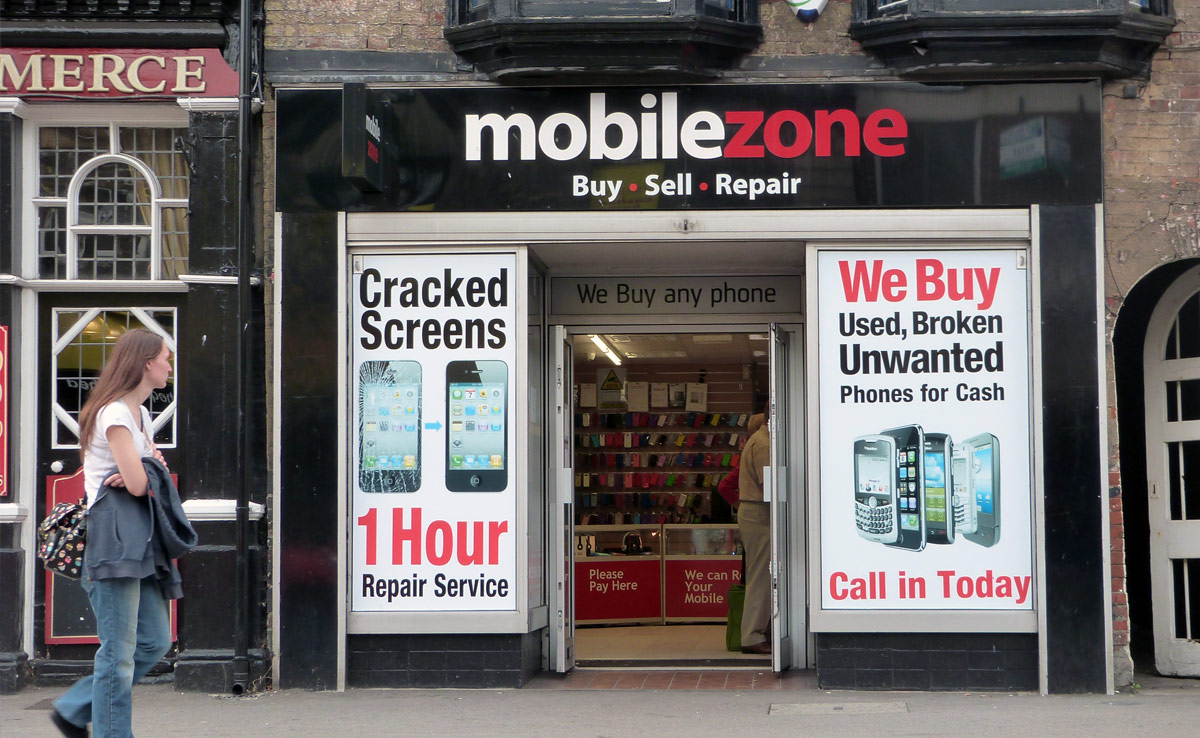 MERCE
mobilezone
Buy • Sell • Repair
mobile
zone
Cracked
Screens
1 Hour
Repair Service
We Buy any phone
Please
Pay Here
We can R
Your
Mobile
We Buy
Used, Broken
Unwanted
Phones for Cash
Call in Today